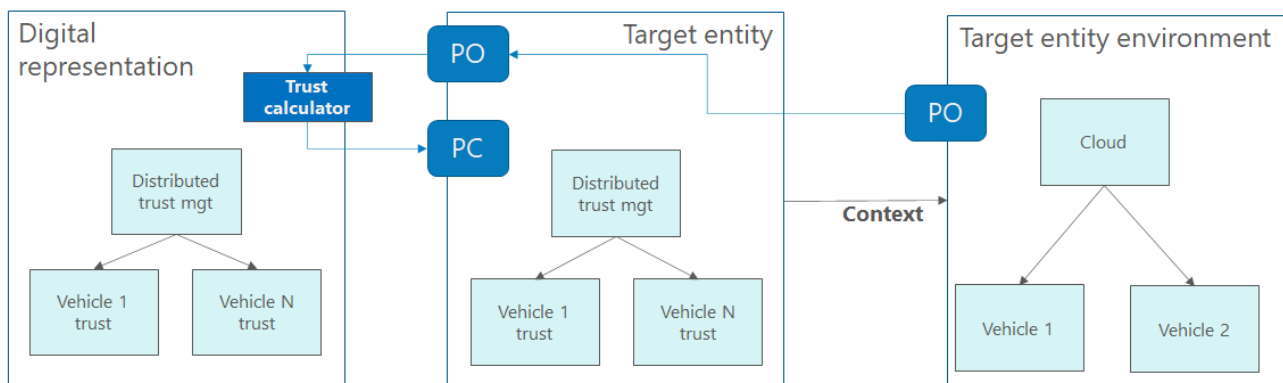 Digital
representation
Trust
calculator
Distributed
trust mgt
Vehicle 1
trust
Vehicle N
trust
PO
PC
Target entity
Distributed
trust mgt
Vehicle 1
trust
Vehicle N
trust
Context
Target entity environment
PO
Cloud
Vehicle 1
Vehicle 2